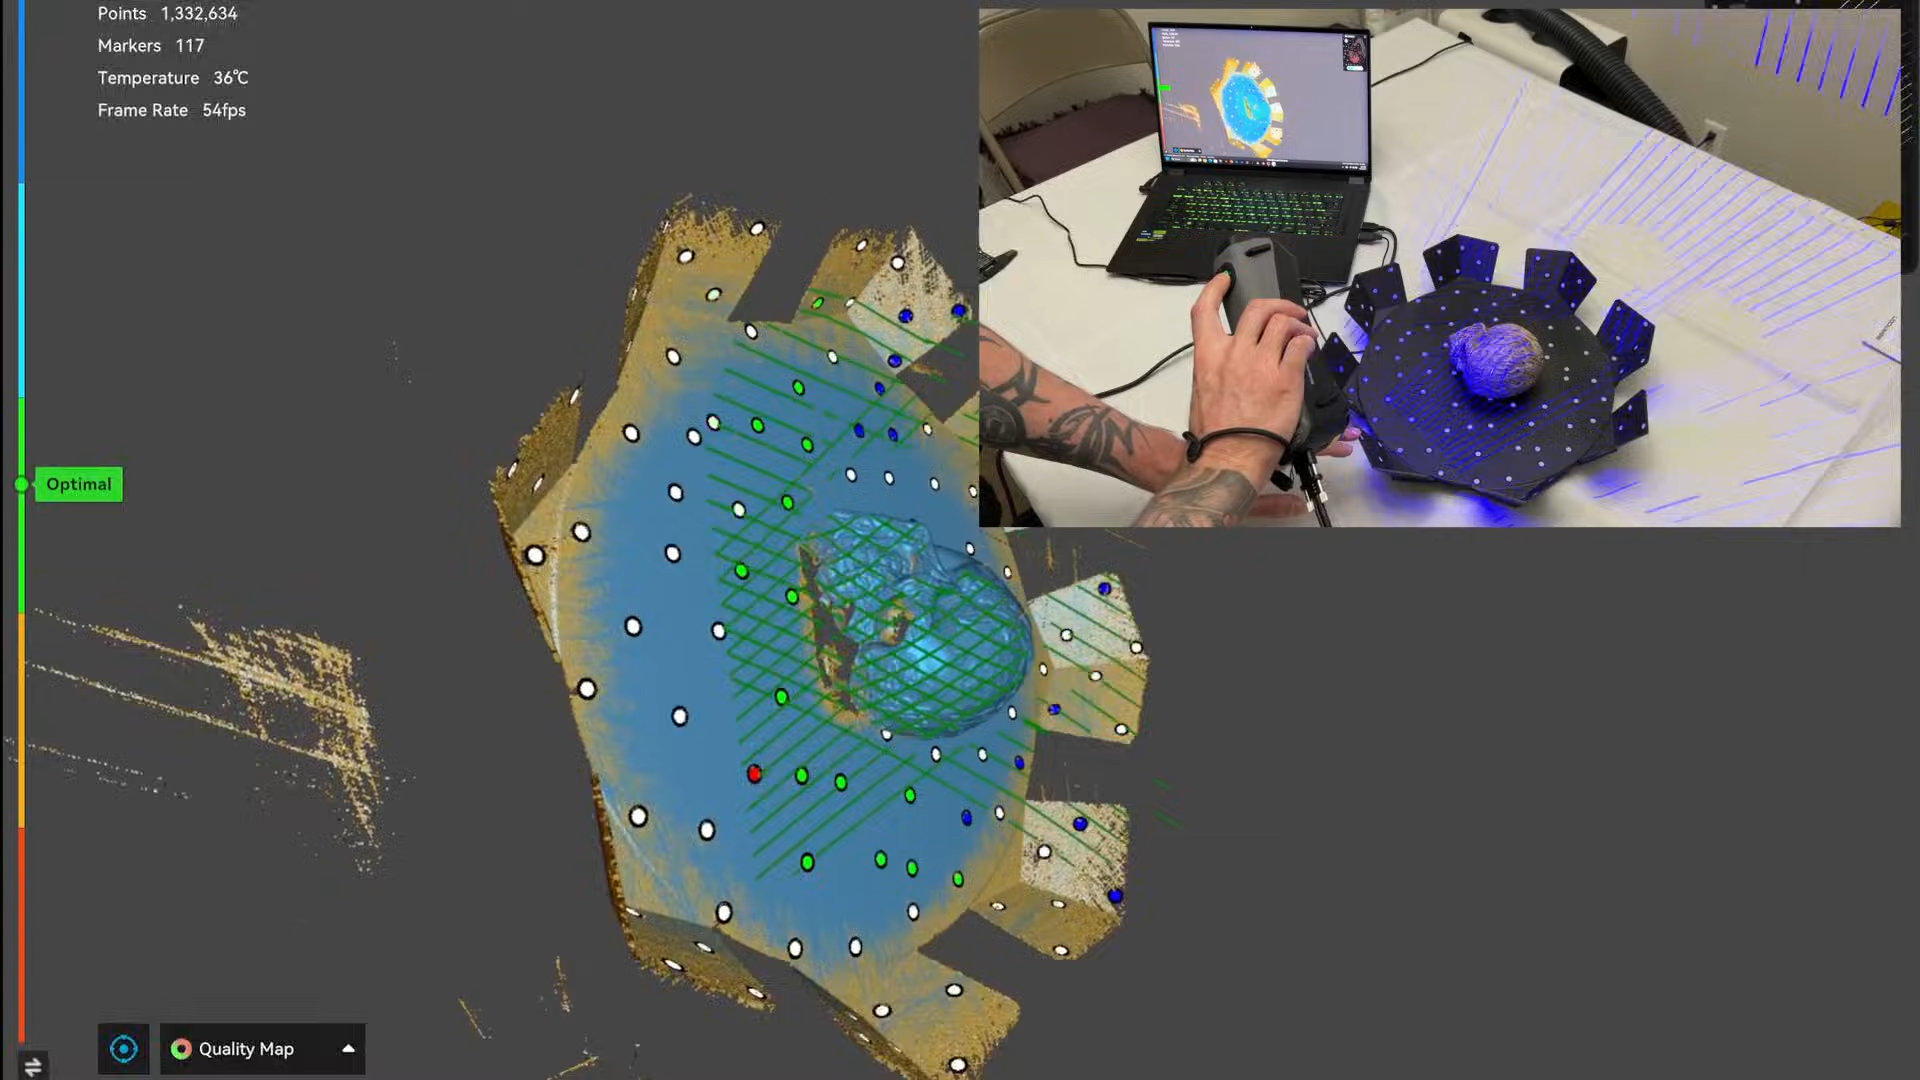 Points 1,332,634
Markers 117
Temperature 36℃
Frame Rate 54fps
Optimal
Quality Map